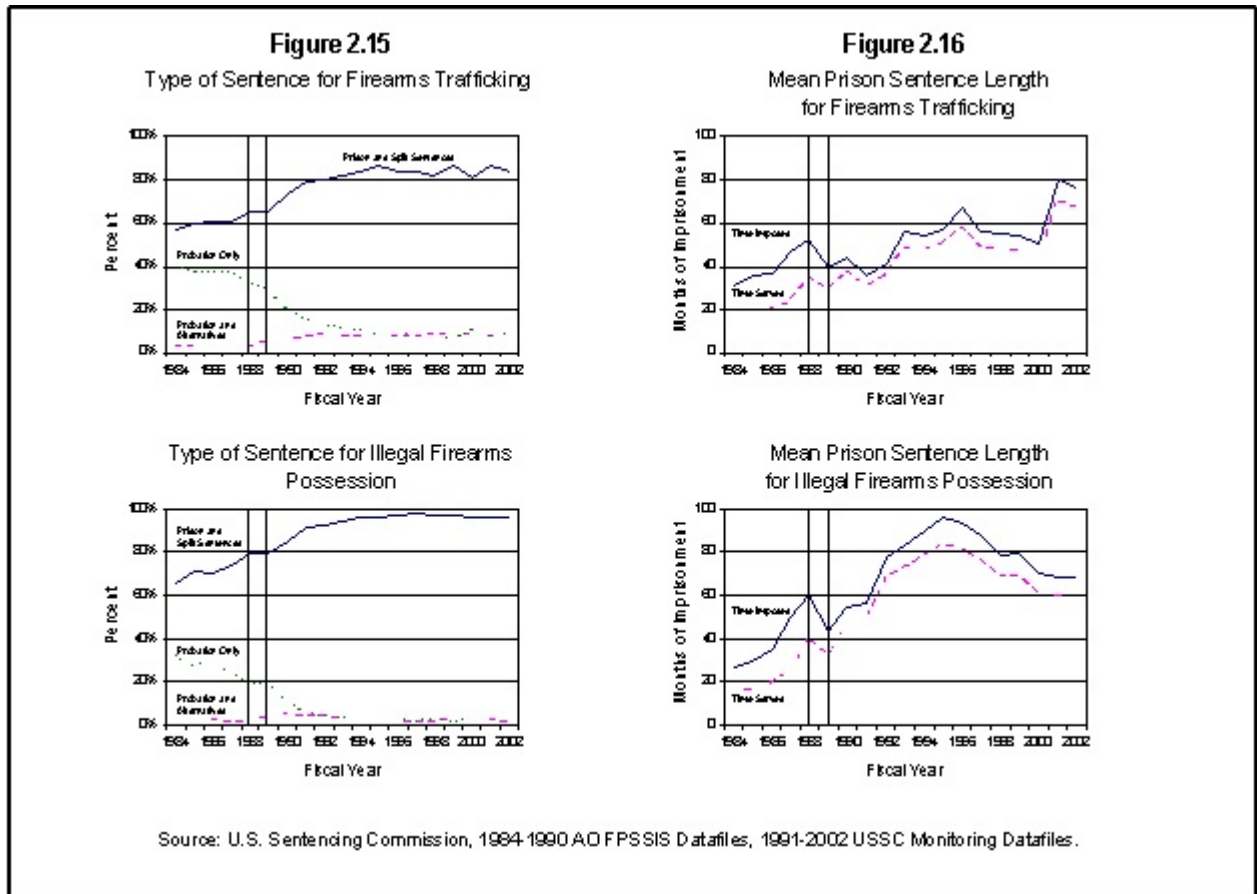 Figure 2.15
Type of Sentence for Firearms Trafficking
100%
80%
60%
40%
20%
0%
Percent
Prison and Split Sentences
Probation Only
Probation and
Alternatives
1984 1986 1988 1990 1992 1994 1996 1998 2000 2002
Fiscal Year
Figure 2.16
Mean Prison Sentence Length
for Firearms Trafficking
100
80
60
40
20
0
Months of Imprisonment
Time Imposed
Time Served
1984 1986 1988 1990 1992 1994 1996 1998 2000 2002
Fiscal Year
Type of Sentence for Illegal Firearms
Possession
100%
80%
60%
40%
20%
0%
Percent
Prison and
Split Sentences
Probation Only
Probation and
Alternatives
1984 1986 1988 1990 1992 1994 1996 1998 2000 2002
Fiscal Year
Mean Prison Sentence Length
for Illegal Firearms Possession
100
80
60
40
20
0
Months of Imprisonment
Time Imposed
Time Served
1984 1986 1988 1990 1992 1994 1996 1998 2000 2002
Fiscal Year
Source: U.S. Sentencing Commission, 1984-1990 AO FPSSIS Datafiles, 1991-2002 USSC Monitoring Datafiles.